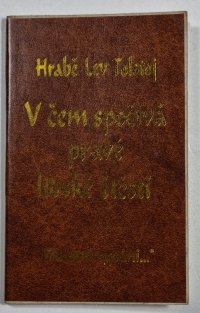 Hrabě Lev Tolstoj
V čem spočívá
pravé
lidské štěstí